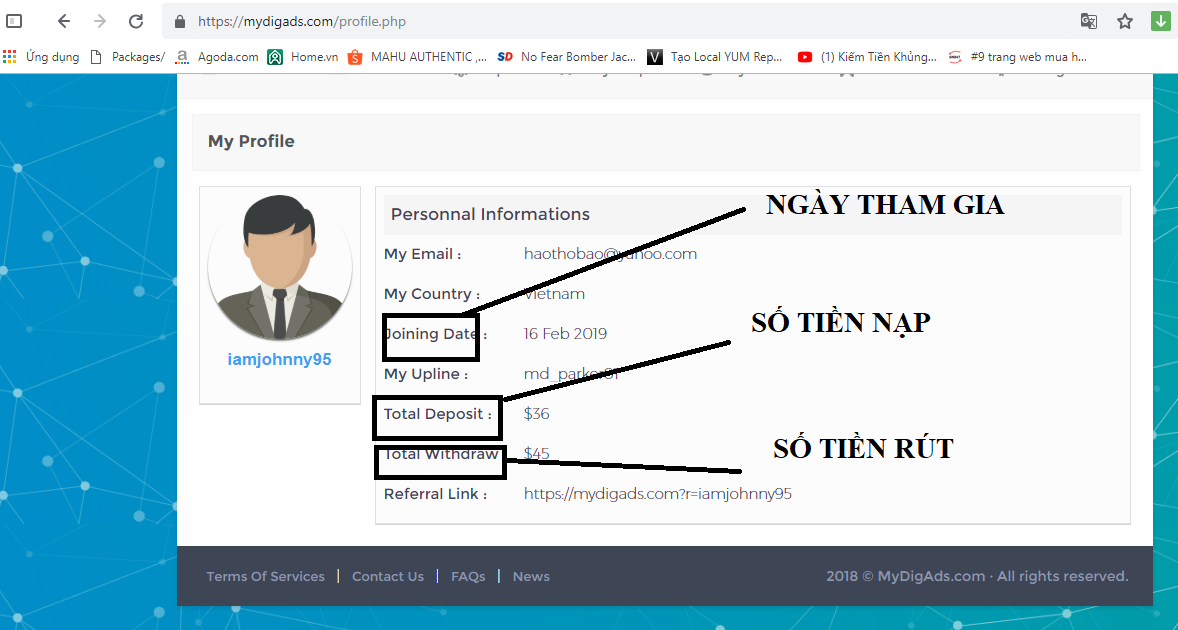 https://mydigads.com/profile.php
Ứng dụng Packages/ Agoda.com Home.vn MAHU AUTHENTIC ,... No Fear Bomber Jac... Tạo Local YUM Rep... (1) Kiếm Tiền Khủng... #9 trang web mua h...
My Profile
Personnal Informations
NGÀY THAM GIA
My Email : haothobao@yahoo.com
My Country : Vietnam
SỐ TIỀN NẠP
Joining Date : 16 Feb 2019
iamjohnny95
My Upline :
Total Deposit : $36
SỐ TIỀN RÚT
Total Withdraw $45
Referral Link : https://mydigads.com?r=iamjohnny95
Terms Of Services | Contact Us | FAQs | News
2018 © MyDigAds.com · All rights reserved.